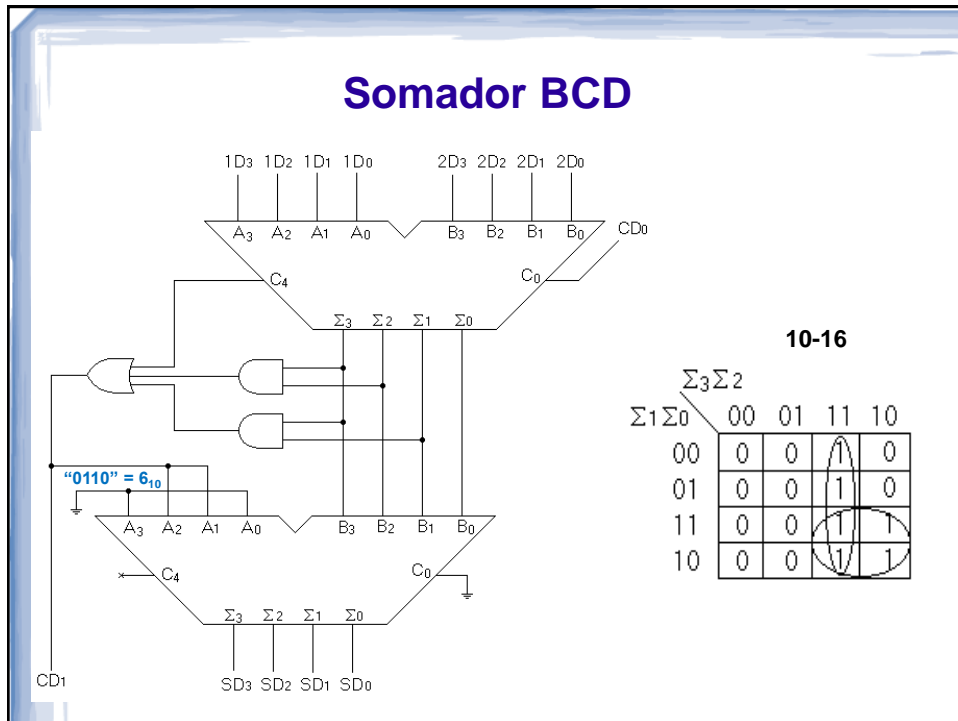 Somador BCD
1D3 1D2 1D1 1D0 2D3 2D2 2D1 2D0
A3 A2 A1 A0 B3 B2 B1 B0 CD0
C4 C0
Σ3 Σ2 Σ1 Σ0
10-16
Σ3Σ2
Σ1Σ0 00 01 11 10
00 0 0 1 0
01 0 0 1 0
11 0 0 1 1
10 0 0 1 1
“0110” = 6₁₀
A3 A2 A1 A0 B3 B2 B1 B0
C4 C0
Σ3 Σ2 Σ1 Σ0
CD1 SD3 SD2 SD1 SD0